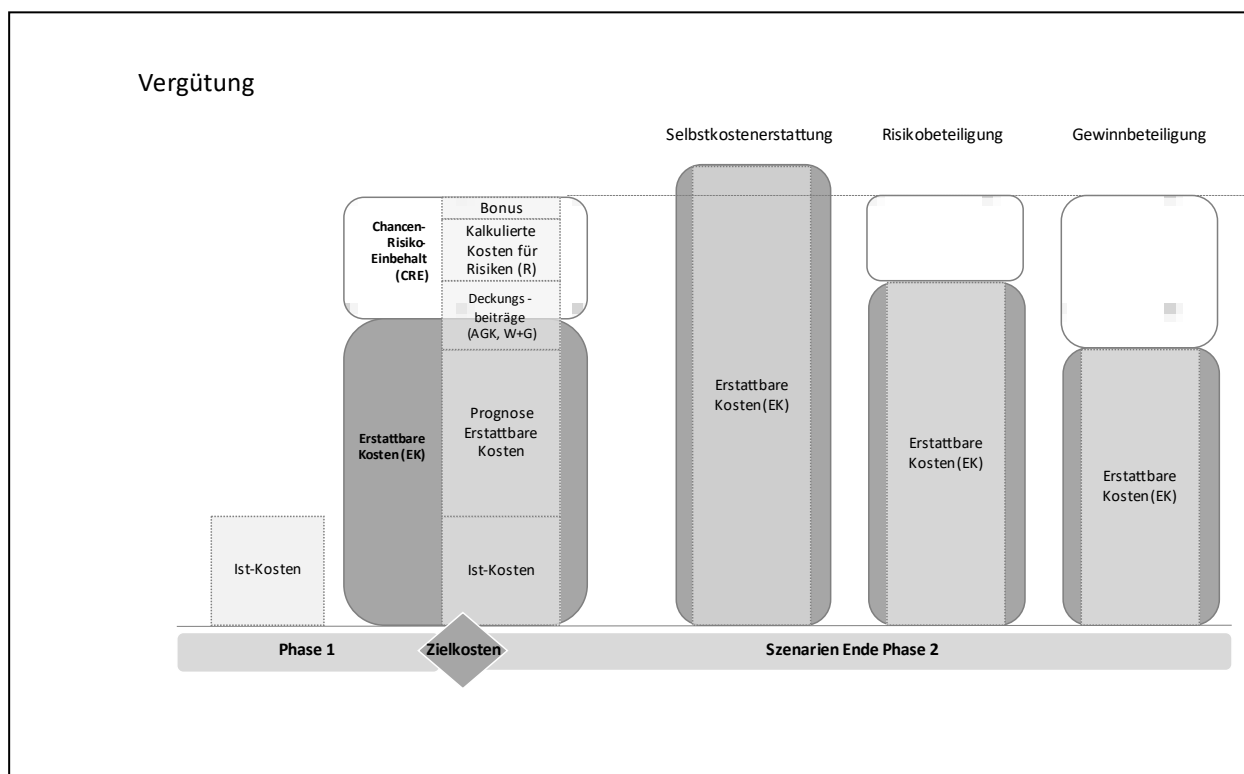 Vergütung
Selbstkostenerstattung
Risikobeteiligung
Gewinnbeteiligung
Chancen-
Risiko-
Einbehalt
(CRE)
Bonus
Kalkulierte
Kosten für
Risiken (R)
Deckungs-
beiträge
(AGK, W+G)
Erstattbare
Kosten (EK)
Prognose
Erstattbare
Kosten
Ist-Kosten
Ist-Kosten
Erstattbare
Kosten (EK)
Erstattbare
Kosten (EK)
Erstattbare
Kosten (EK)
Phase 1
Zielkosten
Szenarien Ende Phase 2